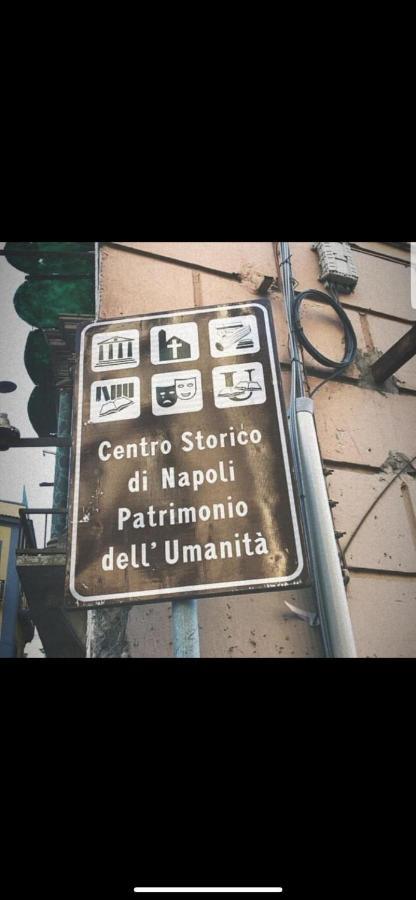 Centro Storico
di Napoli
Patrimonio
dell' Umanità